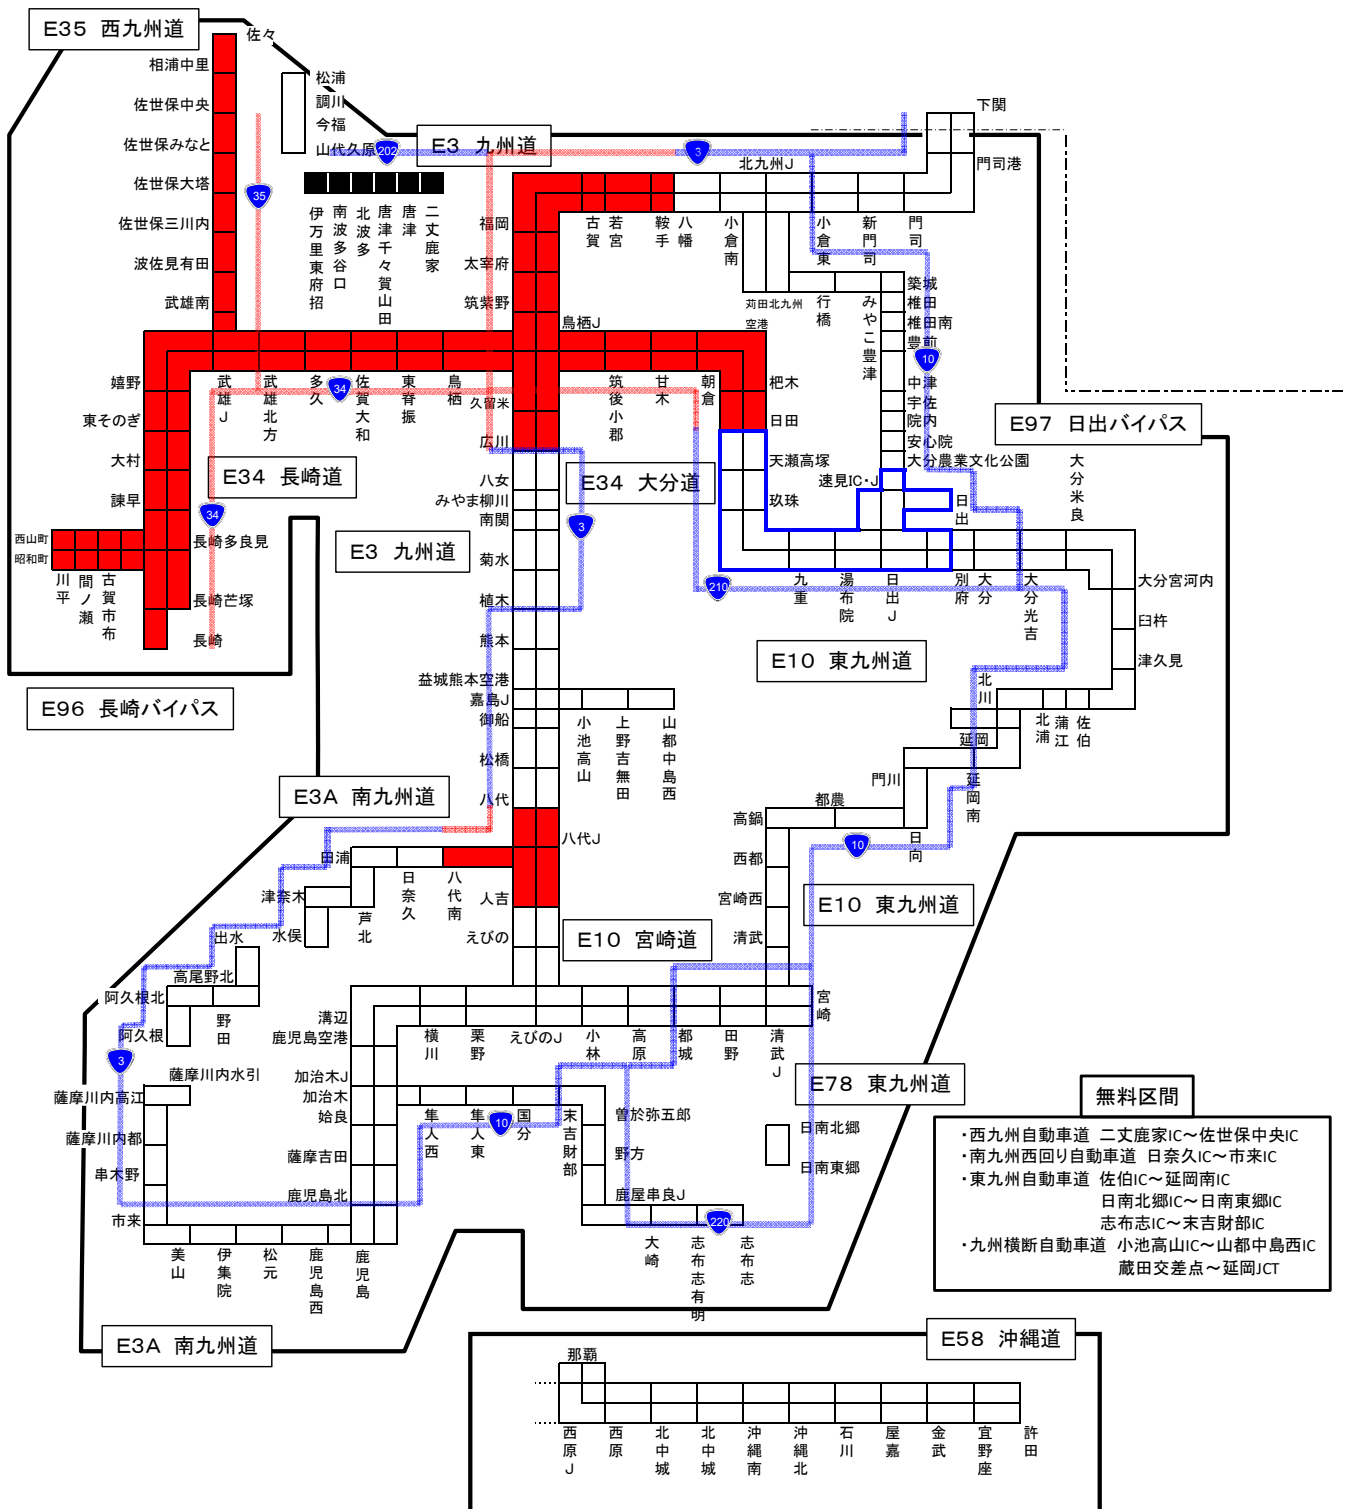 E35 西九州道
佐々
相浦中里
佐世保中央
佐世保みなと
佐世保大塔
佐世保三川内
波佐見有田
武雄南
松浦
調川
今福
山代久原
202
35
伊万里東府招
南波多谷口
北波多
唐津千々賀山田
唐津
二丈鹿家
E3 九州道
3
北九州J
下関
門司港
福岡
太宰府
筑紫野
鳥栖J
古賀
若宮
鞍手
八幡
小倉南
小倉東
新門司
門司
苅田北九州
空港
行橋
みやこ豊津
築城
椎田
椎田南
豊前
10
中津
宇佐
院内
安心院
大分農業文化公園
速見IC・J
日出
大分米良
E97 日出バイパス
嬉野
東そのぎ
大村
諫早
武雄J
武雄北方
多久
34
佐賀大和
東脊振
鳥栖
久留米
広川
筑後小郡
甘木
朝倉
杷木
日田
天瀬高塚
玖珠
E34 長崎道
E34 大分道
34
西山町
昭和町
川平
間ノ瀬
古賀市布
長崎多良見
長崎芒塚
長崎
E96 長崎バイパス
八女
みやま柳川
南関
菊水
植木
熊本
益城熊本空港
嘉島J
御船
松橋
八代
八代J
人吉
えびの
E3 九州道
3
210
九重
湯布院
日出J
別府
大分
大分光吉
大分宮河内
臼杵
津久見
E10 東九州道
小池高山
上野吉無田
山都中島西
北川
延岡
北浦
蒲江
佐伯
門川
延岡南
都農
高鍋
日向
10
西都
宮崎西
清武
E10 東九州道
E3A 南九州道
田浦
日奈久
八代南
津奈木
芦北
水俣
出水
高尾野北
阿久根北
阿久根
野田
3
E10 宮崎道
溝辺
鹿児島空港
横川
栗野
えびのJ
小林
高原
都城
田野
清武J
宮崎
E78 東九州道
薩摩川内水引
薩摩川内高江
薩摩川内都
串木野
市来
加治木J
加治木
姶良
薩摩吉田
鹿児島北
隼人西
隼人東
10
国分
末吉財部
曽於弥五郎
野方
鹿屋串良J
220
大崎
志布志有明
志布志
日南北郷
日南東郷
美山
伊集院
松元
鹿児島西
鹿児島
E3A 南九州道
無料区間
・西九州自動車道 二丈鹿家IC～佐世保中央IC
・南九州西回り自動車道 日奈久IC～市来IC
・東九州自動車道 佐伯IC～延岡南IC
日南北郷IC～日南東郷IC
志布志IC～末吉財部IC
・九州横断自動車道 小池高山IC～山都中島西IC
蔵田交差点～延岡JCT
E58 沖縄道
那覇
西原J
西原
北中城
北中城
沖縄南
沖縄北
石川
屋嘉
金武
宜野座
許田